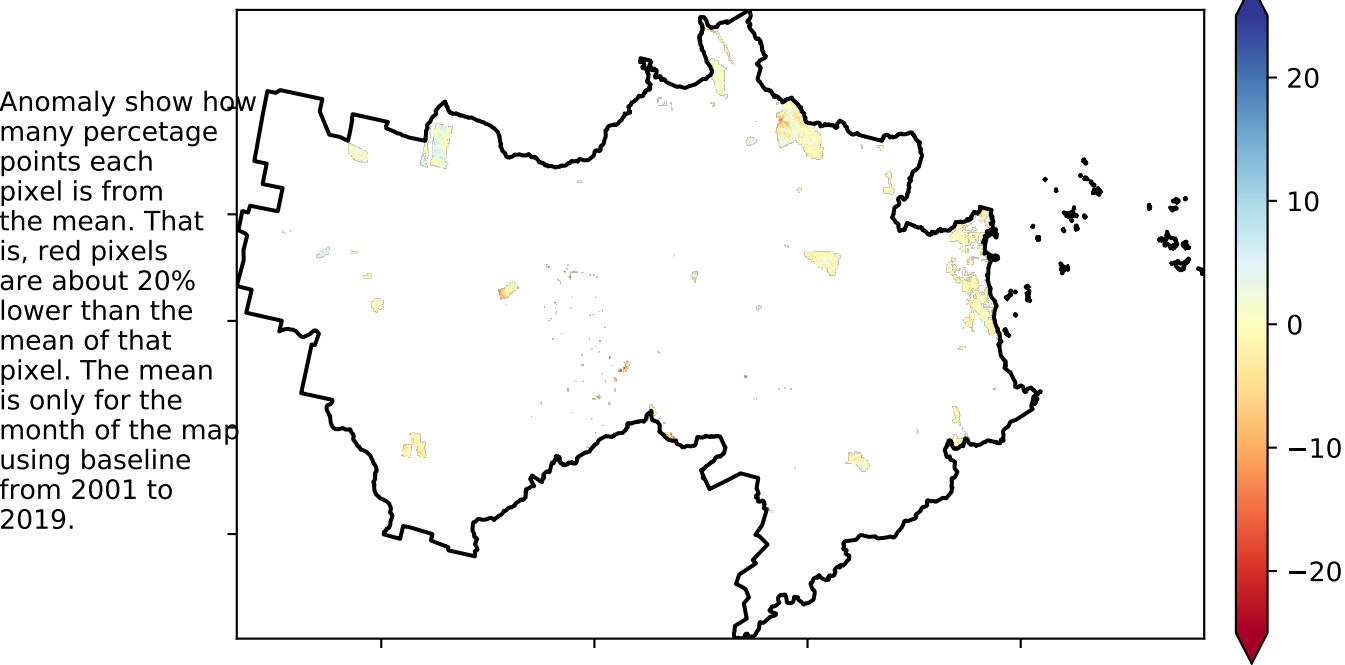 Anomaly show how
many percetage
points each
pixel is from
the mean. That
is, red pixels
are about 20%
lower than the
mean of that
pixel. The mean
is only for the
month of the map
using baseline
from 2001 to
2019.
20
10
0
−10
−20